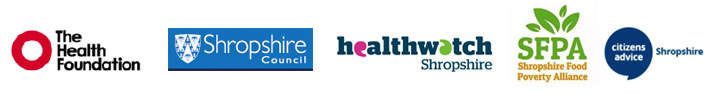 The
Health
Foundation
Shropshire
Council
healthwatch
Shropshire
SFPA
Shropshire Food
Poverty Alliance
citizens
advice
Shropshire